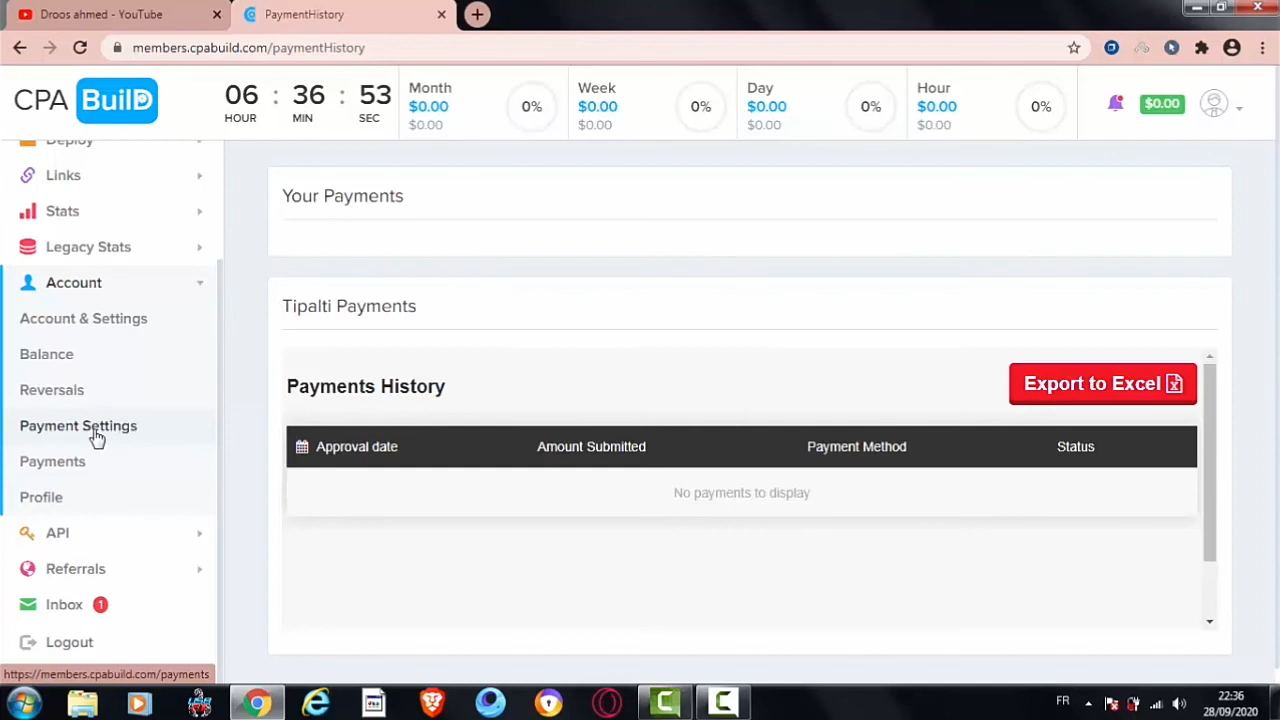 Droos ahmed - YouTube
PaymentHistory
members.cpabuild.com/paymentHistory
CPA BuilD
06 : 36 : 53
HOUR MIN SEC
Month
$0.00
$0.00
0%
Week
$0.00
$0.00
0%
Day
$0.00
$0.00
0%
Hour
$0.00
$0.00
0%
$0.00
Deploy
Links
Stats
Legacy Stats
Account
Account & Settings
Balance
Reversals
Payment Settings
Payments
Profile
API
Referrals
Inbox 1
Logout
Your Payments
Tipalti Payments
Payments History
Export to Excel
Approval date Amount Submitted Payment Method Status
No payments to display
https://members.cpabuild.com/payments
FR
22:36
28/09/2020